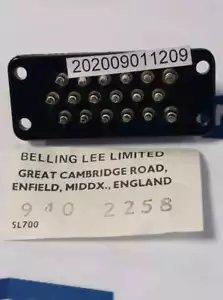 202009011209
BELLING LEE LIMITED
GREAT CAMBRIDGE ROAD,
ENFIELD, MIDDX., ENGLAND
940 2258
SL700